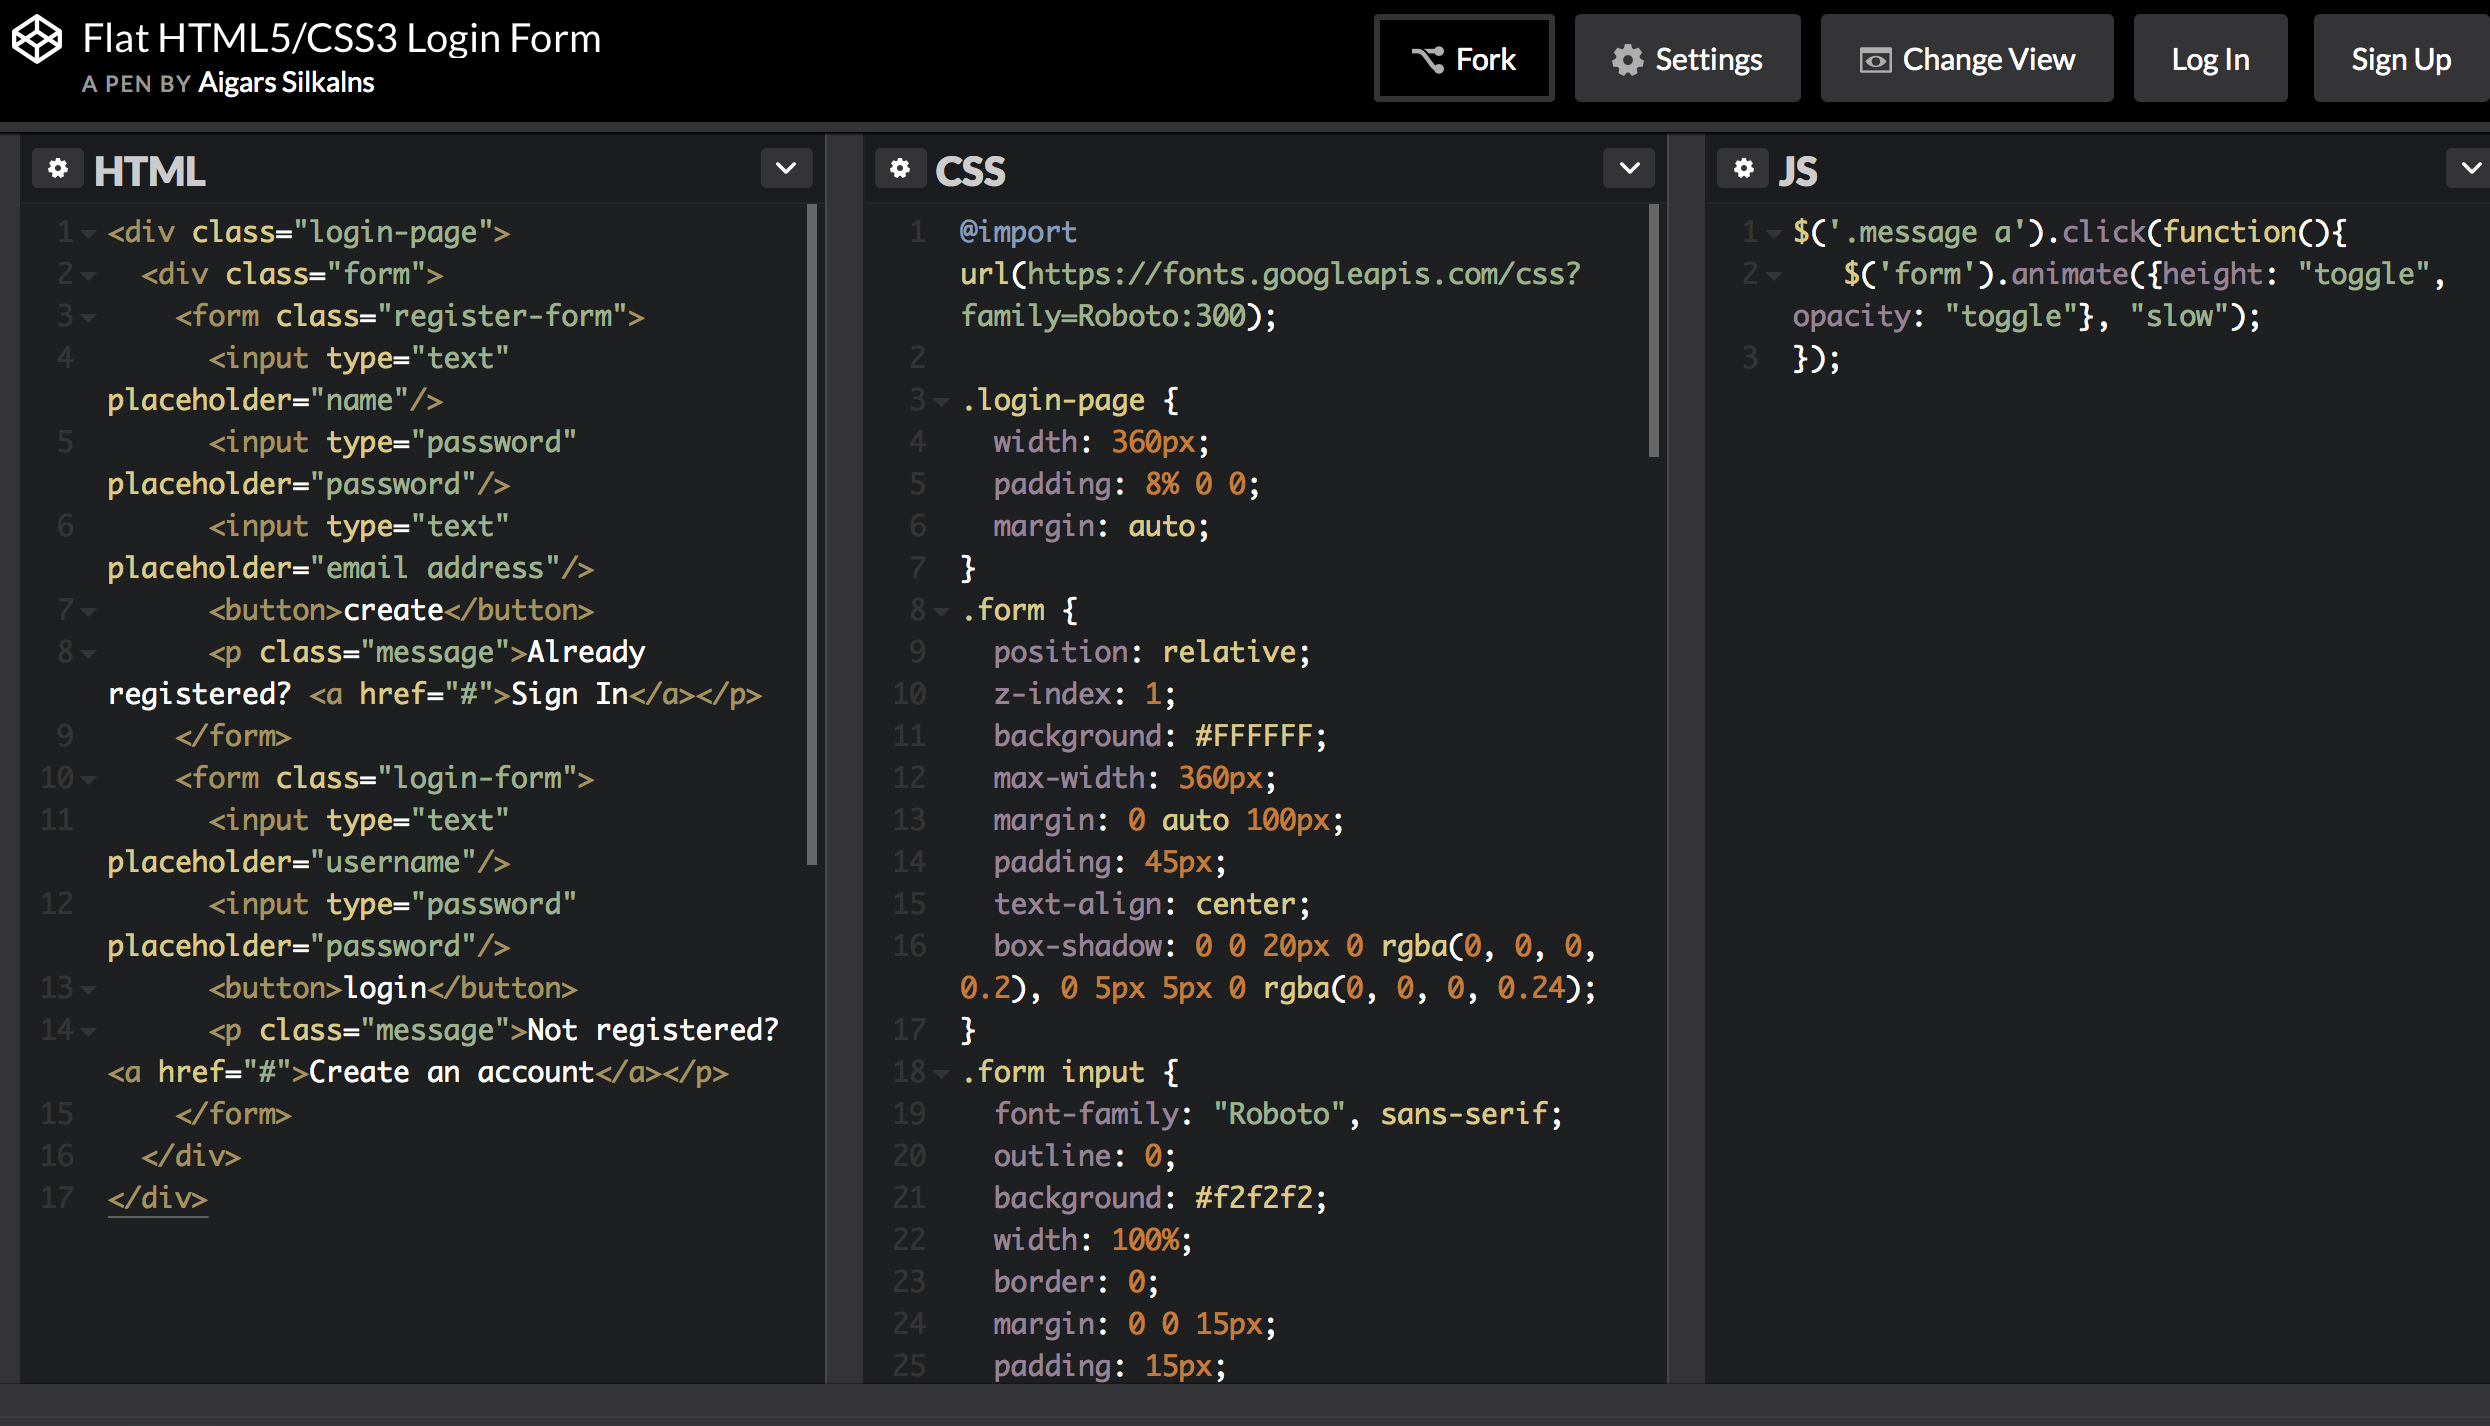 Flat HTML5/CSS3 Login Form
A PEN BY Aigars Silkalns
Fork
Settings
Change View
Log In
Sign Up
HTML
1 <div class="login-page">
2 <div class="form">
3 <form class="register-form">
4 <input type="text"
placeholder="name"/>
5 <input type="password"
placeholder="password"/>
6 <input type="text"
placeholder="email address"/>
7 <button>create</button>
8 <p class="message">Already
registered? <a href="#">Sign In</a></p>
9 </form>
10 <form class="login-form">
11 <input type="text"
placeholder="username"/>
12 <input type="password"
placeholder="password"/>
13 <button>login</button>
14 <p class="message">Not registered?
<a href="#">Create an account</a></p>
15 </form>
16 </div>
17 </div>
CSS
1 @import
url(https://fonts.googleapis.com/css?
family=Roboto:300);
2
3 .login-page {
4 width: 360px;
5 padding: 8% 0 0;
6 margin: auto;
7 }
8 .form {
9 position: relative;
10 z-index: 1;
11 background: #FFFFFF;
12 max-width: 360px;
13 margin: 0 auto 100px;
14 padding: 45px;
15 text-align: center;
16 box-shadow: 0 0 20px 0 rgba(0, 0, 0,
0.2), 0 5px 5px 0 rgba(0, 0, 0, 0.24);
17 }
18 .form input {
19 font-family: "Roboto", sans-serif;
20 outline: 0;
21 background: #f2f2f2;
22 width: 100%;
23 border: 0;
24 margin: 0 0 15px;
25 padding: 15px;
JS
1 $('.message a').click(function(){
2 $('form').animate({height: "toggle",
opacity: "toggle"}, "slow");
3 });